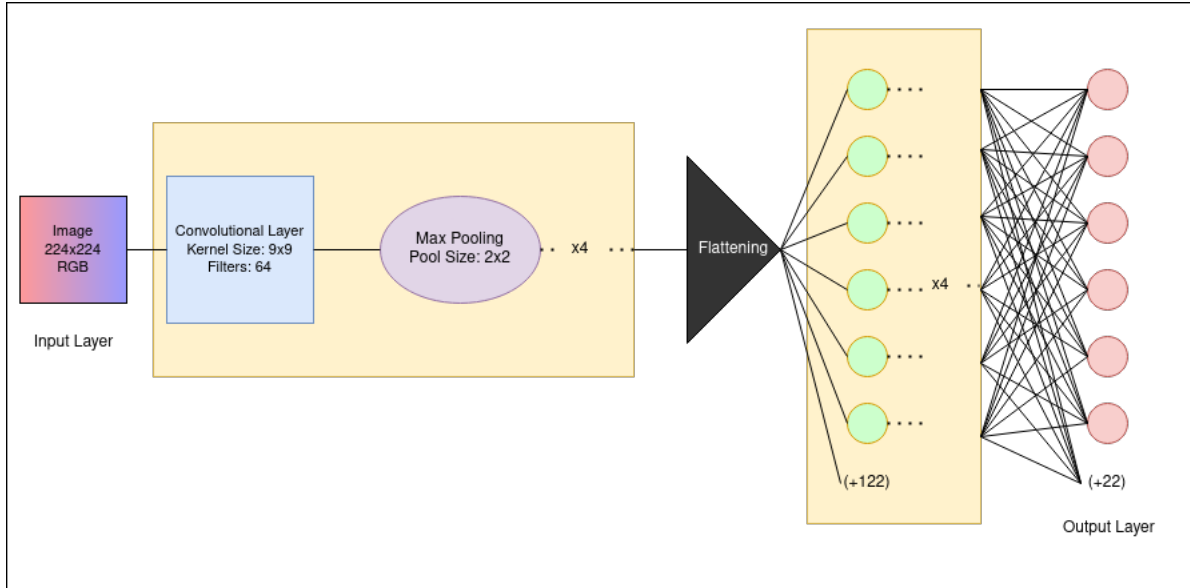 Image
224x224
RGB
Input Layer
Convolutional Layer
Kernel Size: 9x9
Filters: 64
Max Pooling
Pool Size: 2x2
x4
Flattening
x4
(+122)
(+22)
Output Layer